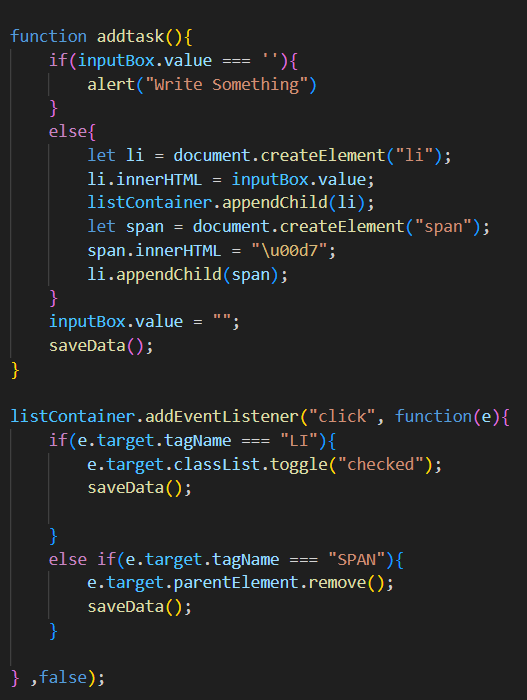 function addtask(){
    if(inputBox.value === ''){
        alert("Write Something")
    }
    else{
        let li = document.createElement("li");
        li.innerHTML = inputBox.value;
        listContainer.appendChild(li);
        let span = document.createElement("span");
        span.innerHTML = "\u00d7";
        li.appendChild(span);
    }
    inputBox.value = "";
    saveData();
}

listContainer.addEventListener("click", function(e){
    if(e.target.tagName === "LI"){
        e.target.classList.toggle("checked");
        saveData();

    }
    else if(e.target.tagName === "SPAN"){
        e.target.parentElement.remove();
        saveData();
    }

} ,false);